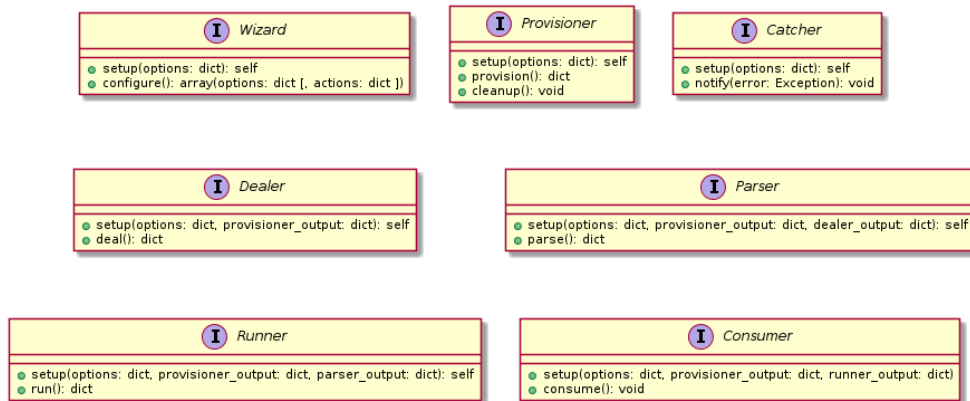 I Wizard
setup(options: dict): self
configure(): array(options: dict [, actions: dict ])
I Provisioner
setup(options: dict): self
provision(): dict
cleanup(): void
I Catcher
setup(options: dict): self
notify(error: Exception): void
I Dealer
setup(options: dict, provisioner_output: dict): self
deal(): dict
I Parser
setup(options: dict, provisioner_output: dict, dealer_output: dict): self
parse(): dict
I Runner
setup(options: dict, provisioner_output: dict, parser_output: dict): self
run(): dict
I Consumer
setup(options: dict, provisioner_output: dict, runner_output: dict)
consume(): void